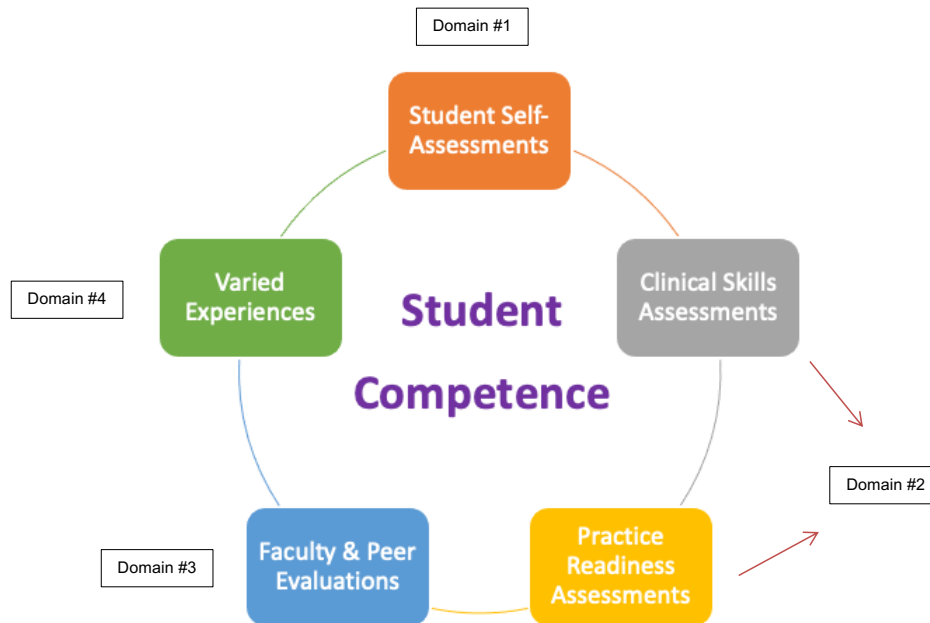 Domain #1
Student Self-
Assessments
Varied
Experiences
Clinical Skills
Assessments
Domain #4
Student
Competence
Domain #2
Faculty & Peer
Evaluations
Practice
Readiness
Assessments
Domain #3